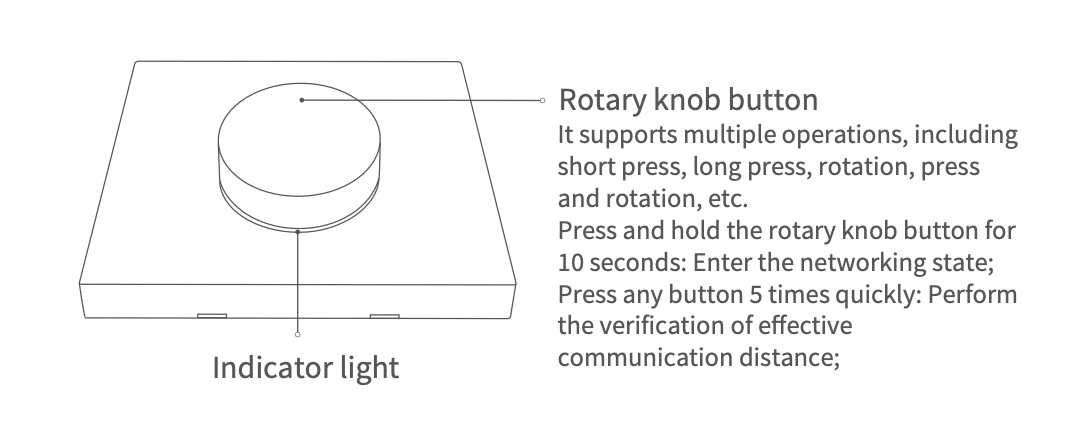 Rotary knob button
It supports multiple operations, including
short press, long press, rotation, press
and rotation, etc.
Press and hold the rotary knob button for
10 seconds: Enter the networking state;
Press any button 5 times quickly: Perform
the verification of effective
communication distance;
Indicator light